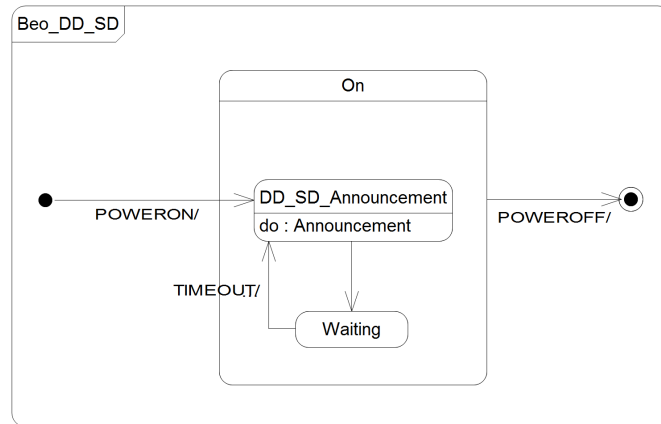 Beo_DD_SD
On
DD_SD_Announcement
POWERON/
do : Announcement
POWEROFF/
TIMEOUT/
Waiting